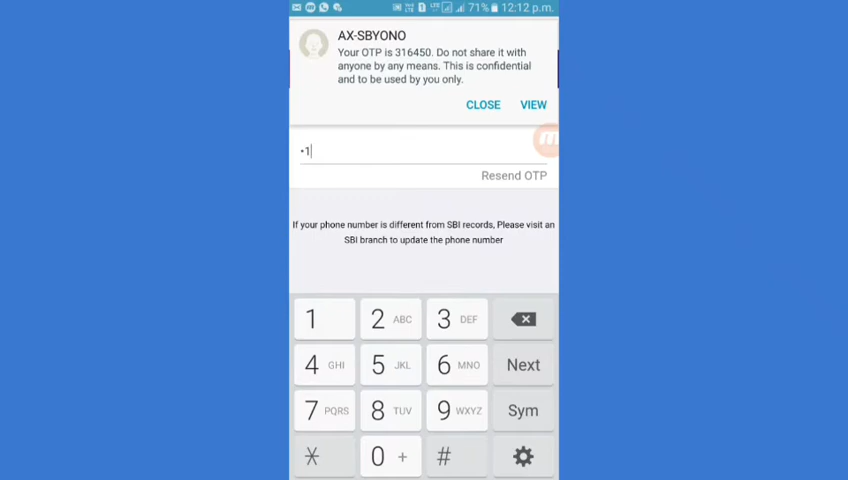 71% 12:12 p.m.
AX-SBYONO
Your OTP is 316450. Do not share it with
anyone by any means. This is confidential
and to be used by you only.
CLOSE VIEW
•1
Resend OTP
If your phone number is different from SBI records, Please visit an
SBI branch to update the phone number
1 2 ABC 3 DEF
4 GHI 5 JKL 6 MNO Next
7 PQRS 8 TUV 9 WXYZ Sym
* 0 + #